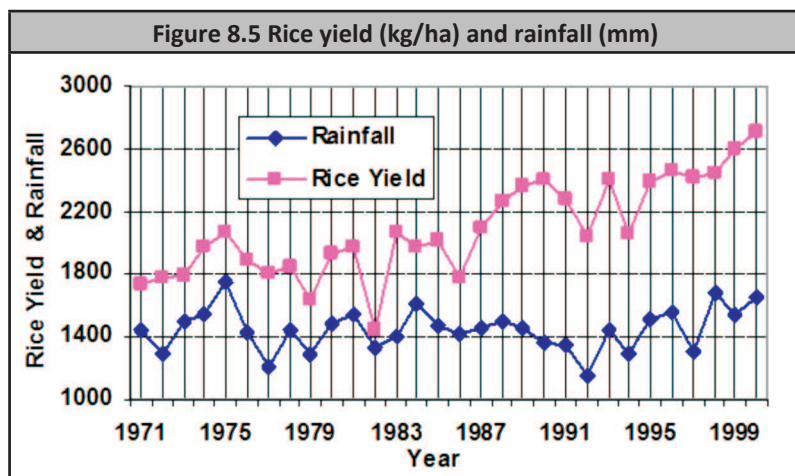 Figure 8.5 Rice yield (kg/ha) and rainfall (mm)
Rice Yield & Rainfall
3000
2600
2200
1800
1400
1000
Rainfall
Rice Yield
1971 1975 1979 1983 1987 1991 1995 1999
Year